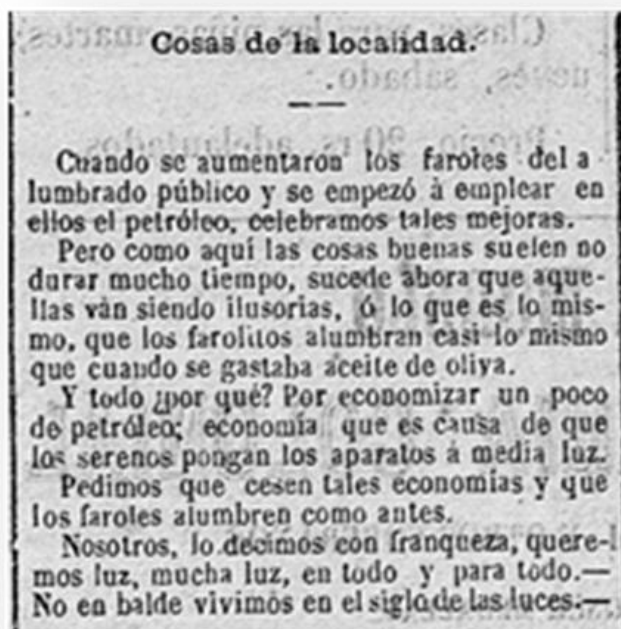 Cosas de la localidad.
Cuando se aumentaron los faroles del a
lumbrado público y se empezó á emplear en
ellos el petróleo, celebramos tales mejoras.
Pero como aquí las cosas buenas suelen no
durar mucho tiempo, sucede ahora que aque-
llas ván siendo ilusorias, ó lo que es lo mis-
mo, que los farolitos alumbran casi lo mismo
que cuando se gastaba aceite de oliva.
Y todo ¿por qué? Por economizar un poco
de petróleo; economía que es causa de que
los serenos pongan los aparatos á media luz.
Pedimos que cesen tales economías y que
los faroles alumbren como antes.
Nosotros, lo decimos con franqueza, quere-
mos luz, mucha luz, en todo y para todo.—
No en balde vivimos en el siglo de las luces.—